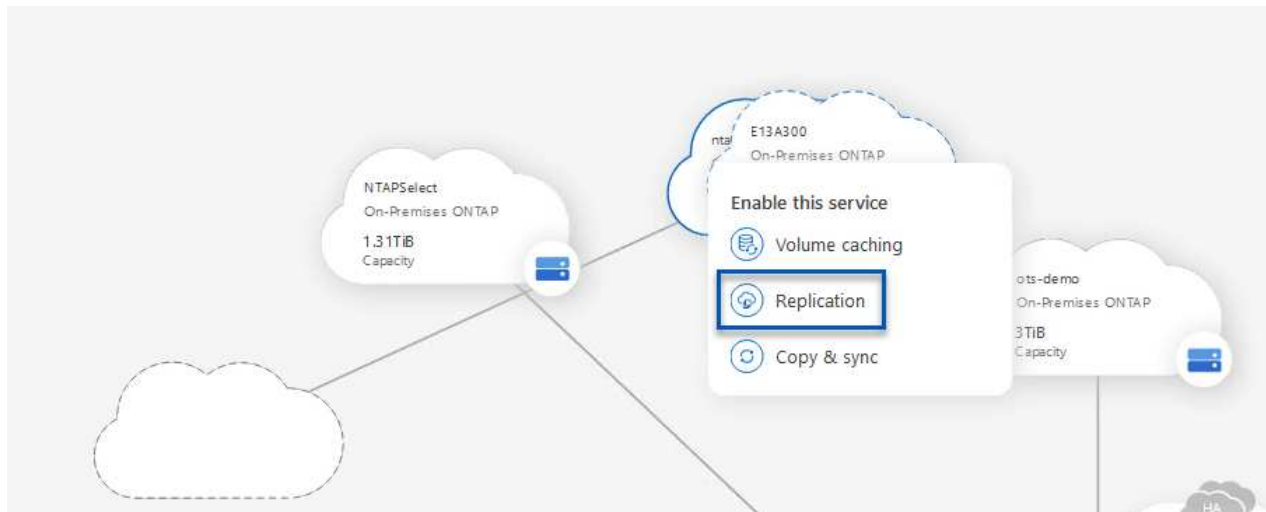 NTAPSelect
On-Premises ONTAP
1.31TiB
Capacity
E13A300
On-Premises ONTAP
Enable this service
Volume caching
Replication
Copy & sync
ots-demo
On-Premises ONTAP
3TiB
Capacity
HA